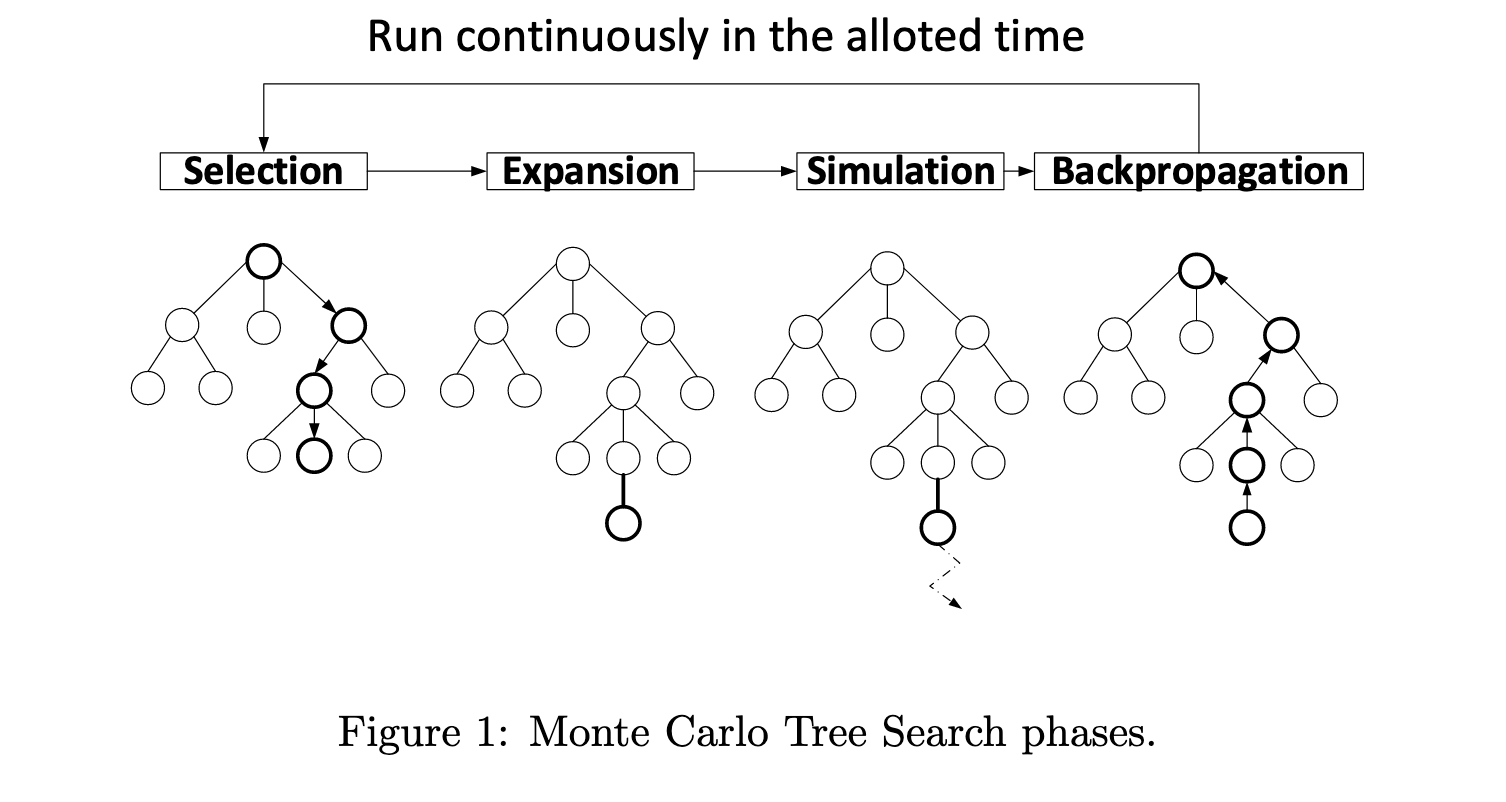 Run continuously in the alloted time
Selection
Expansion
Simulation
Backpropagation
Figure 1: Monte Carlo Tree Search phases.